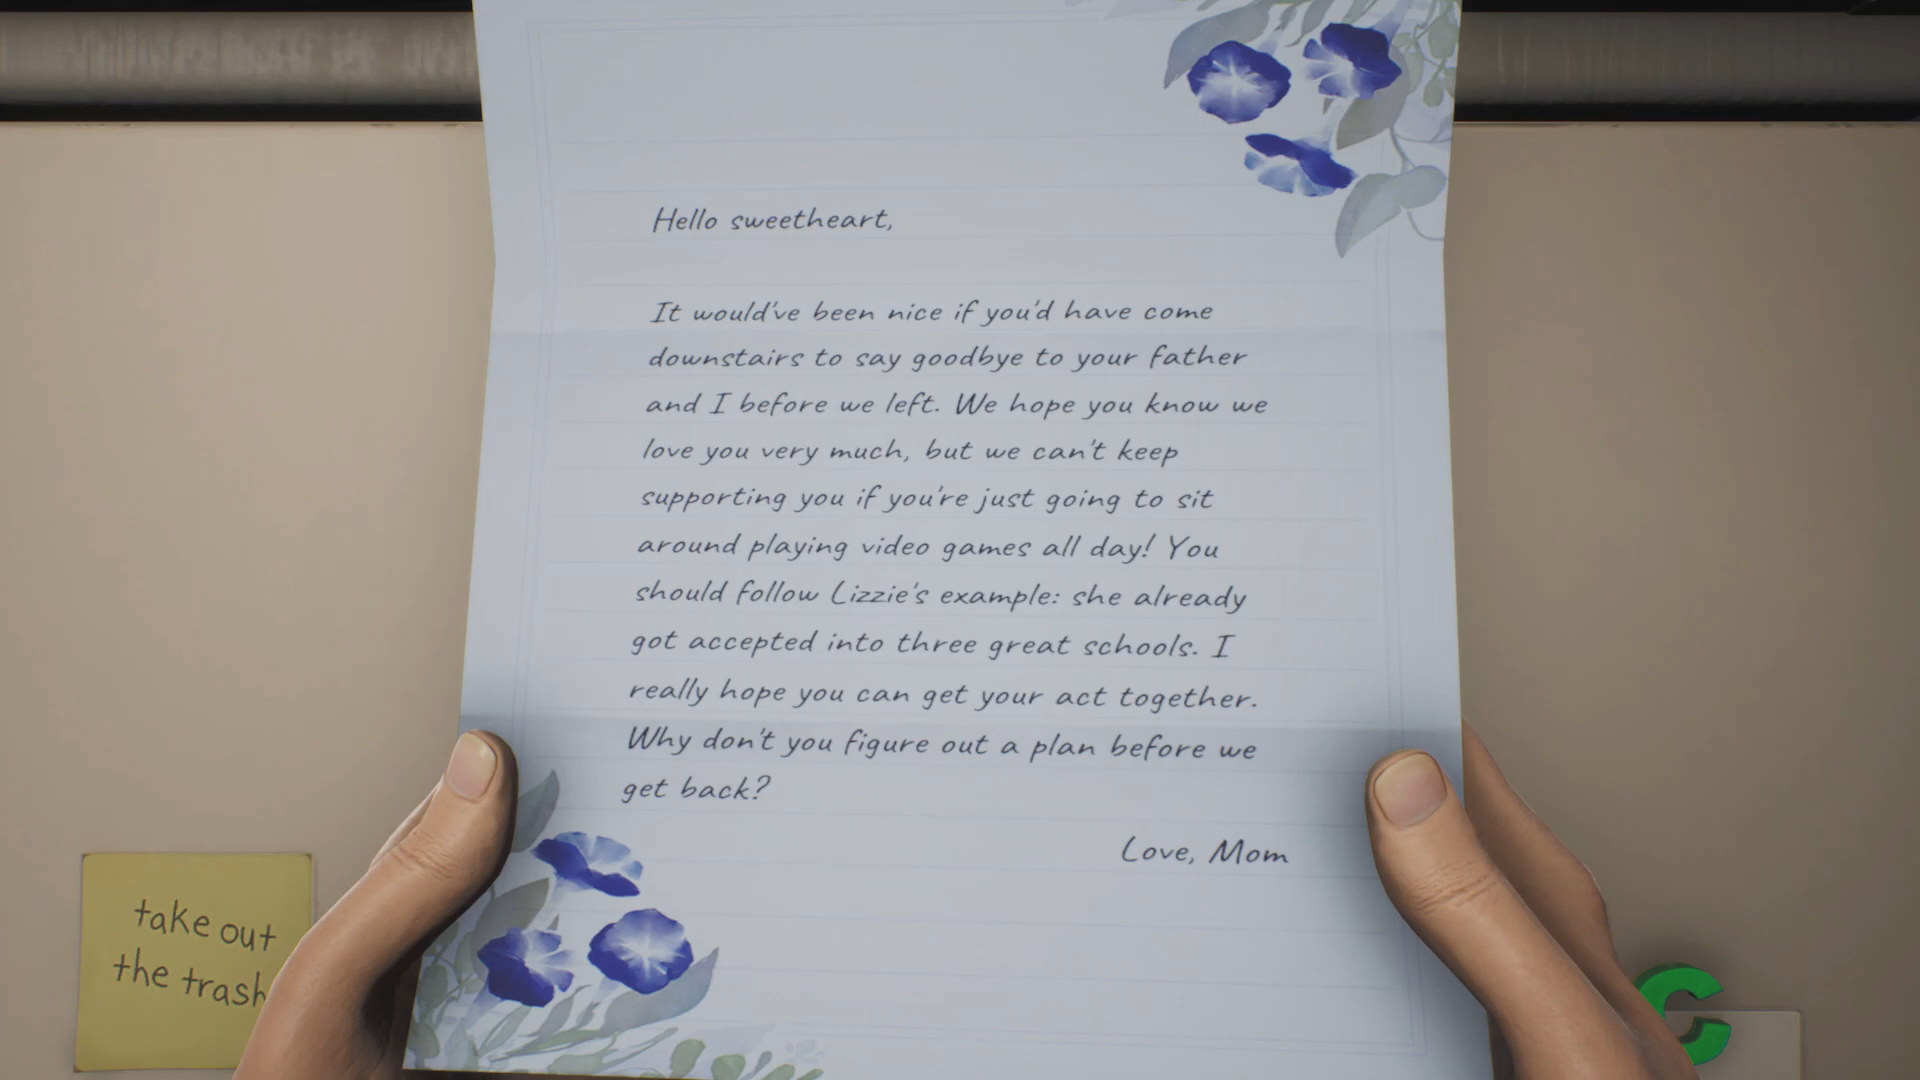 Hello sweetheart,
It would've been nice if you'd have come
downstairs to say goodbye to your father
and I before we left. We hope you know we
love you very much, but we can't keep
supporting you if you're just going to sit
around playing video games all day! You
should follow Lizzie's example: she already
got accepted into three great schools. I
really hope you can get your act together.
Why don't you figure out a plan before we
get back?
Love, Mom
take out
the trash
C